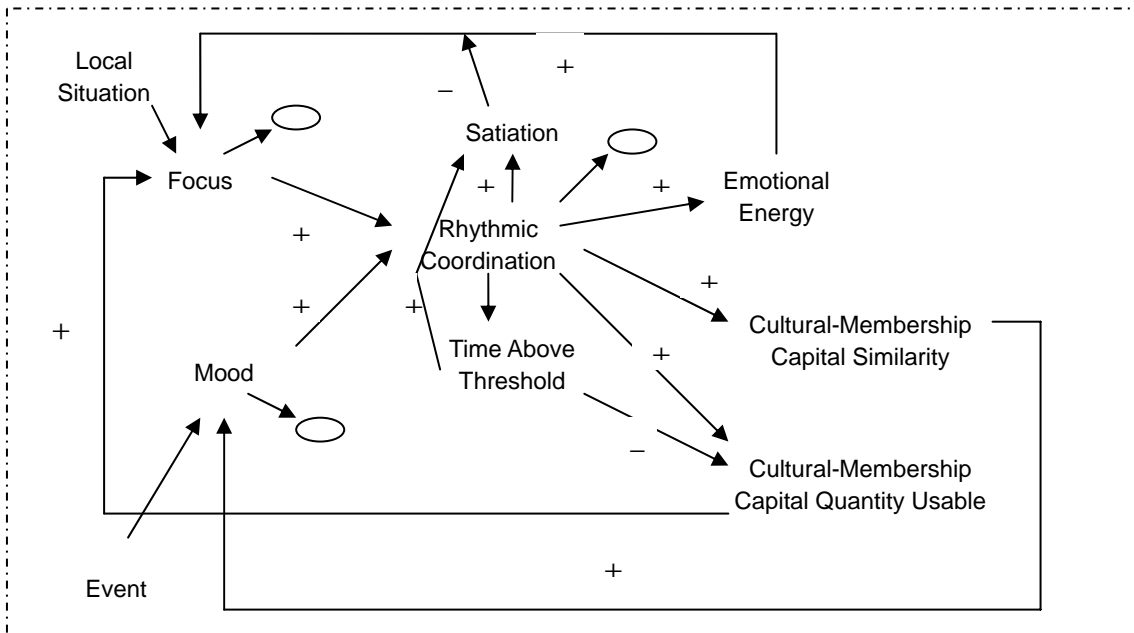 Local
Situation
+
−
Satiation
Focus
+
+
Emotional
Energy
+
Rhythmic
Coordination
+
+
+
+
Cultural-Membership
Capital Similarity
Time Above
Threshold
+
Mood
−
Cultural-Membership
Capital Quantity Usable
+
Event